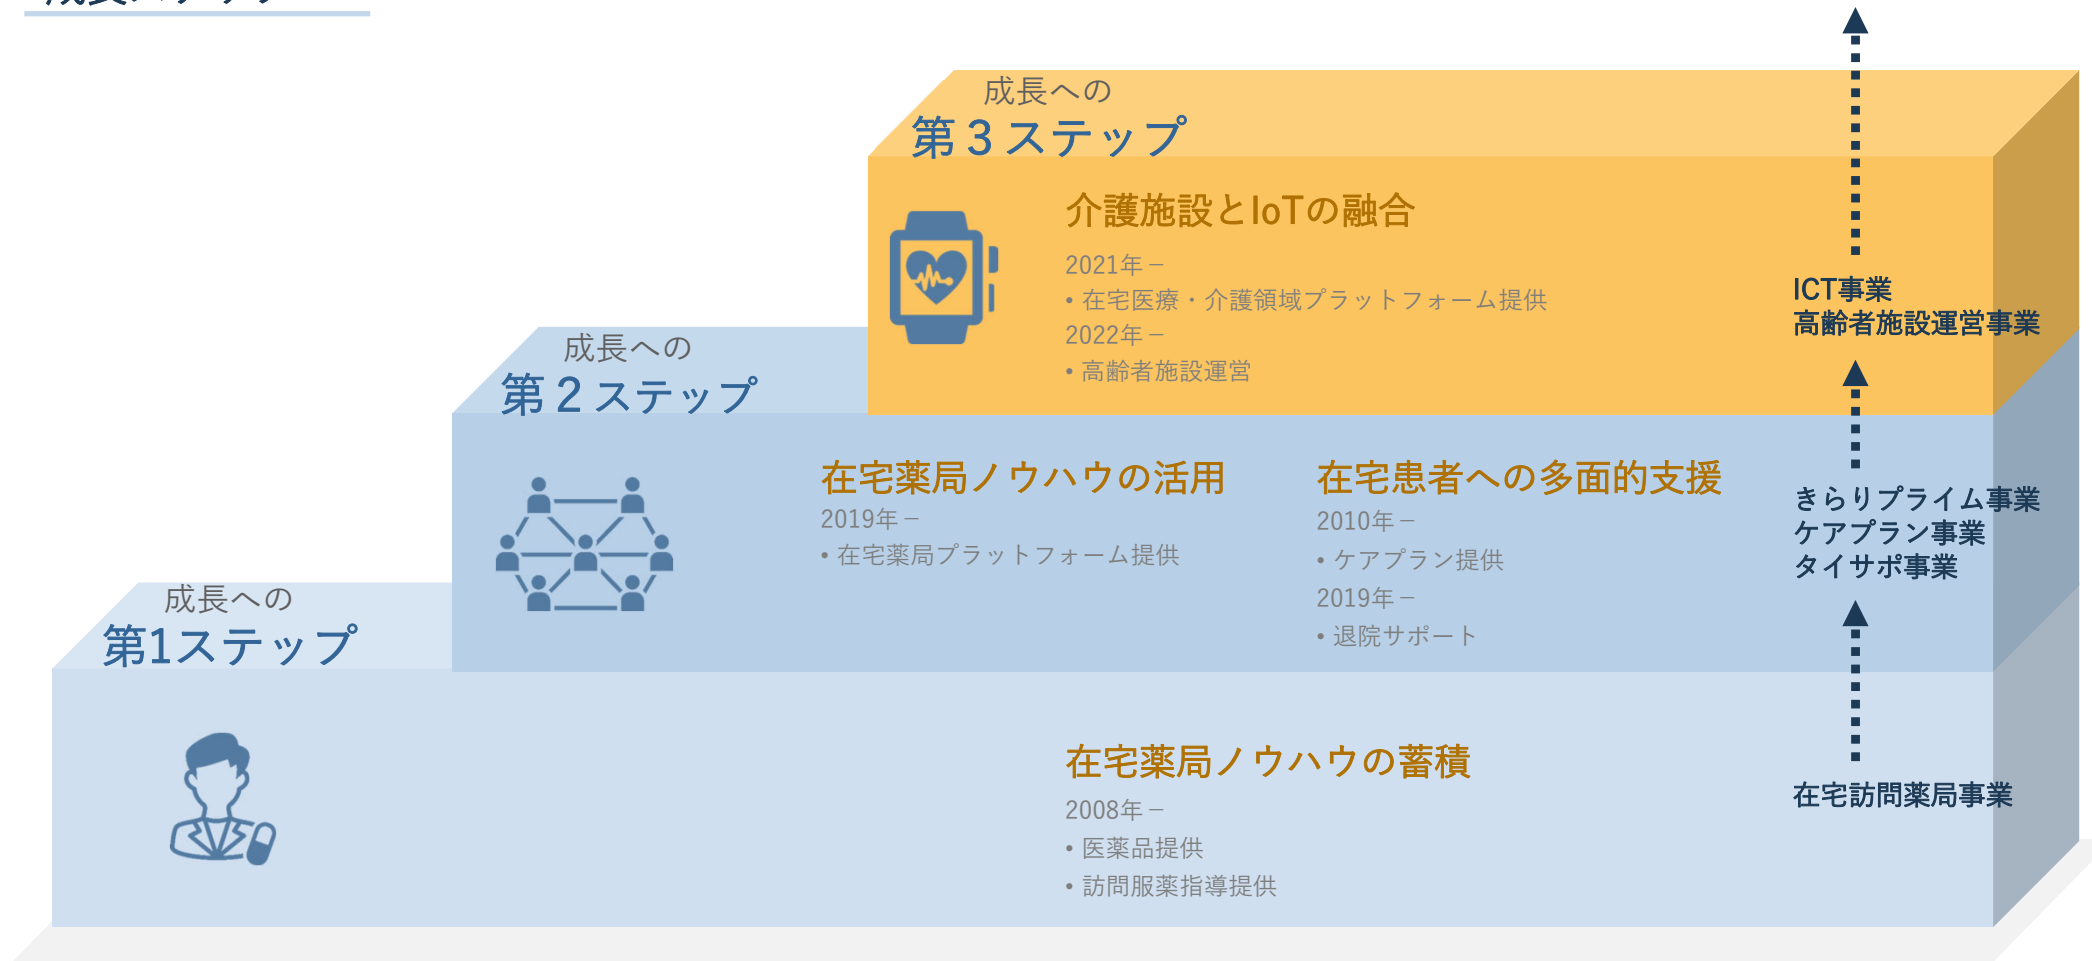 成長ステップ
成長への
第３ステップ
介護施設とIoTの融合
2021年－
• 在宅医療・介護領域プラットフォーム提供
2022年－
• 高齢者施設運営
ICT事業
高齢者施設運営事業
成長への
第２ステップ
在宅薬局ノウハウの活用
2019年－
• 在宅薬局プラットフォーム提供
在宅患者への多面的支援
2010年－
• ケアプラン提供
2019年－
• 退院サポート
きらりプライム事業
ケアプラン事業
タイサポ事業
成長への
第1ステップ
在宅薬局ノウハウの蓄積
2008年－
• 医薬品提供
• 訪問服薬指導提供
在宅訪問薬局事業